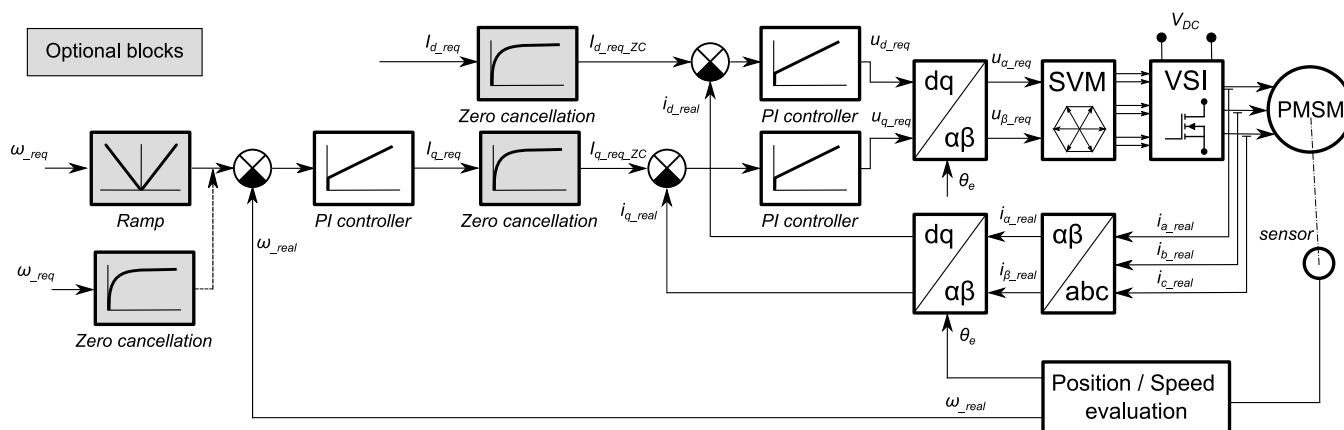 Optional blocks
I_d_req
I_d_req_ZC
Zero cancellation
i_d_real
PI controller
u_d_req
u_q_req
dq
αβ
θe
u_α_req
u_β_req
SVM
V_DC
VSI
PMSM
ω_req
Ramp
ω_real
PI controller
I_q_req
Zero cancellation
I_q_req_ZC
i_q_real
PI controller
ω_req
Zero cancellation
dq
αβ
i_α_real
i_β_real
αβ
abc
i_a_real
i_b_real
i_c_real
sensor
θe
ω_real
Position / Speed
evaluation